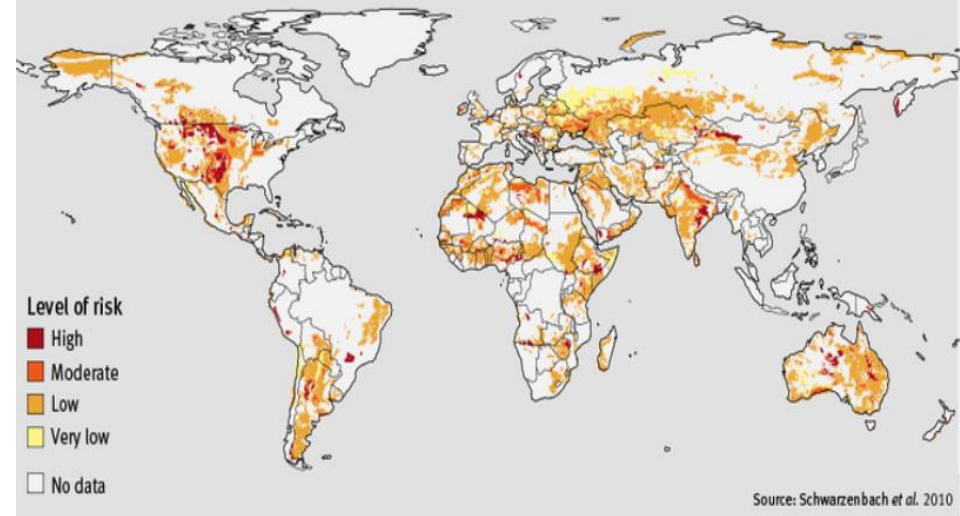 Level of risk
High
Moderate
Low
Very low
No data
Source: Schwarzenbach et al. 2010